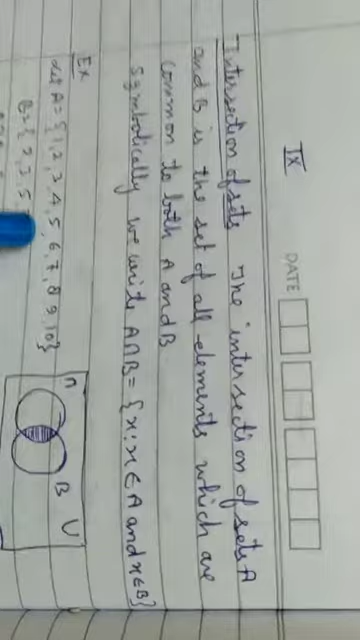 IX
DATE
Intersection of sets The intersection of sets A
and B is the set of all elements which are
common to both A and B
Symbolically we write A∩B = {x: x ∈ A and x ∈ B}
Ex
let A = {1, 2, 3, 4, 5, 6, 7, 8, 9, 10}
B = { 2, 3, 5
B U